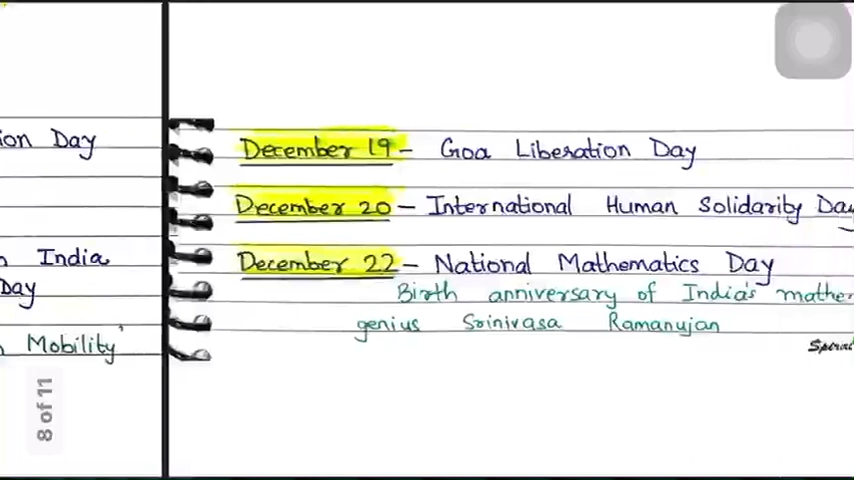 ion Day
India
Day
Mobility'
8 of 11
December 19 - Goa Liberation Day
December 20 - International Human Solidarity Day
December 22 - National Mathematics Day
Birth anniversary of India's mathe
genius Srinivasa Ramanujan